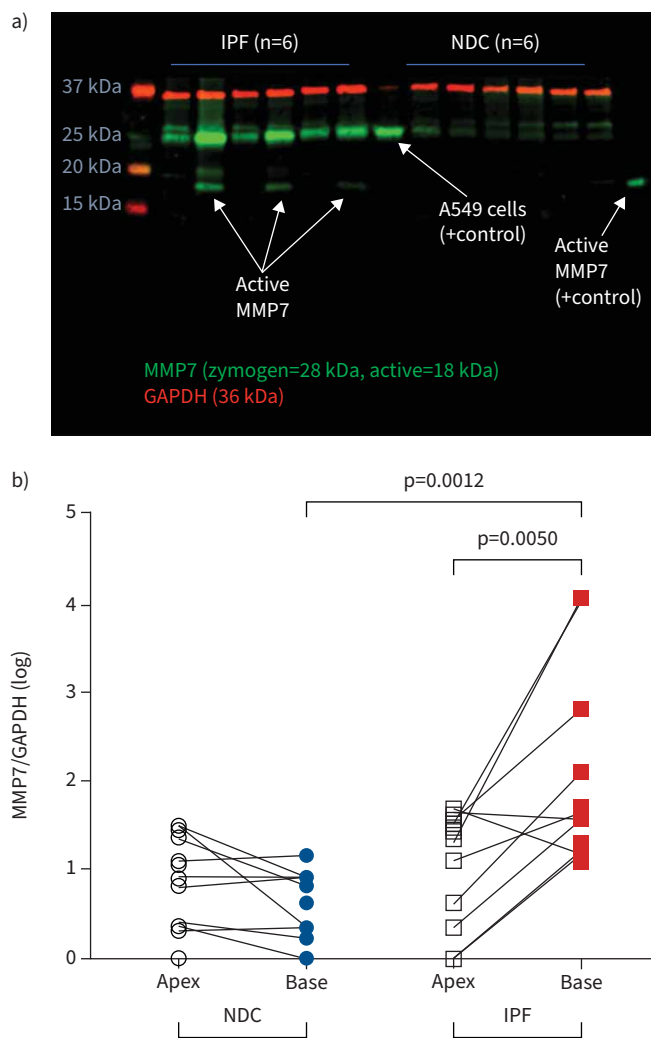 a)
IPF (n=6)
NDC (n=6)
37 kDa
25 kDa
20 kDa
15 kDa
A549 cells
(+control)
Active
MMP7
Active
MMP7
(+control)
MMP7 (zymogen=28 kDa, active=18 kDa)
GAPDH (36 kDa)
b)
p=0.0012
p=0.0050
MMP7/GAPDH (log)
5
4
3
2
1
0
Apex
Base
Apex
Base
NDC
IPF